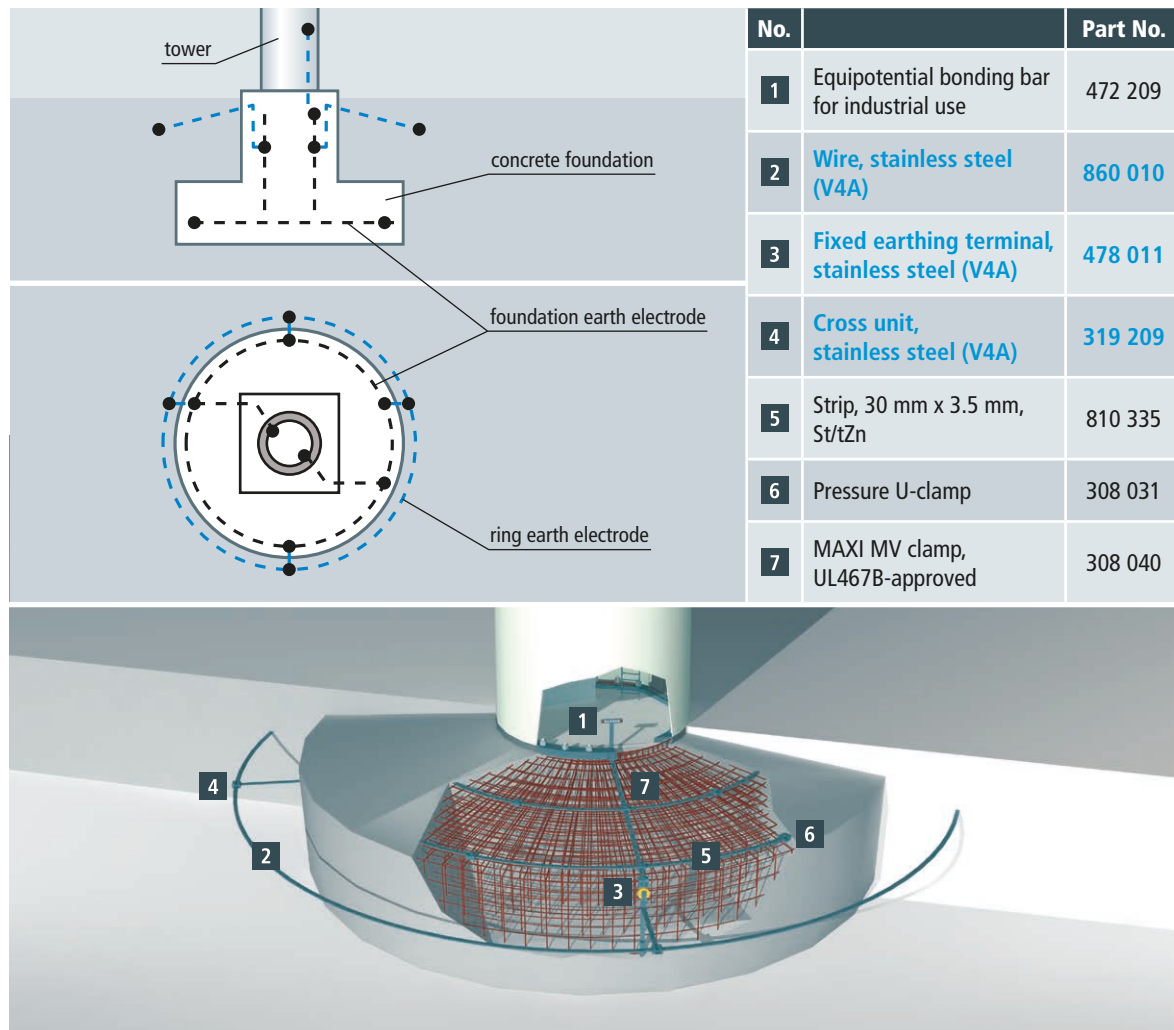 tower
concrete foundation
foundation earth electrode
ring earth electrode
No.
Part No.
1
Equipotential bonding bar
for industrial use
472 209
2
Wire, stainless steel
(V4A)
860 010
3
Fixed earthing terminal,
stainless steel (V4A)
478 011
4
Cross unit,
stainless steel (V4A)
319 209
5
Strip, 30 mm x 3.5 mm,
St/tZn
810 335
6
Pressure U-clamp
308 031
7
MAXI MV clamp,
UL467B-approved
308 040
1
4
7
6
2
5
3